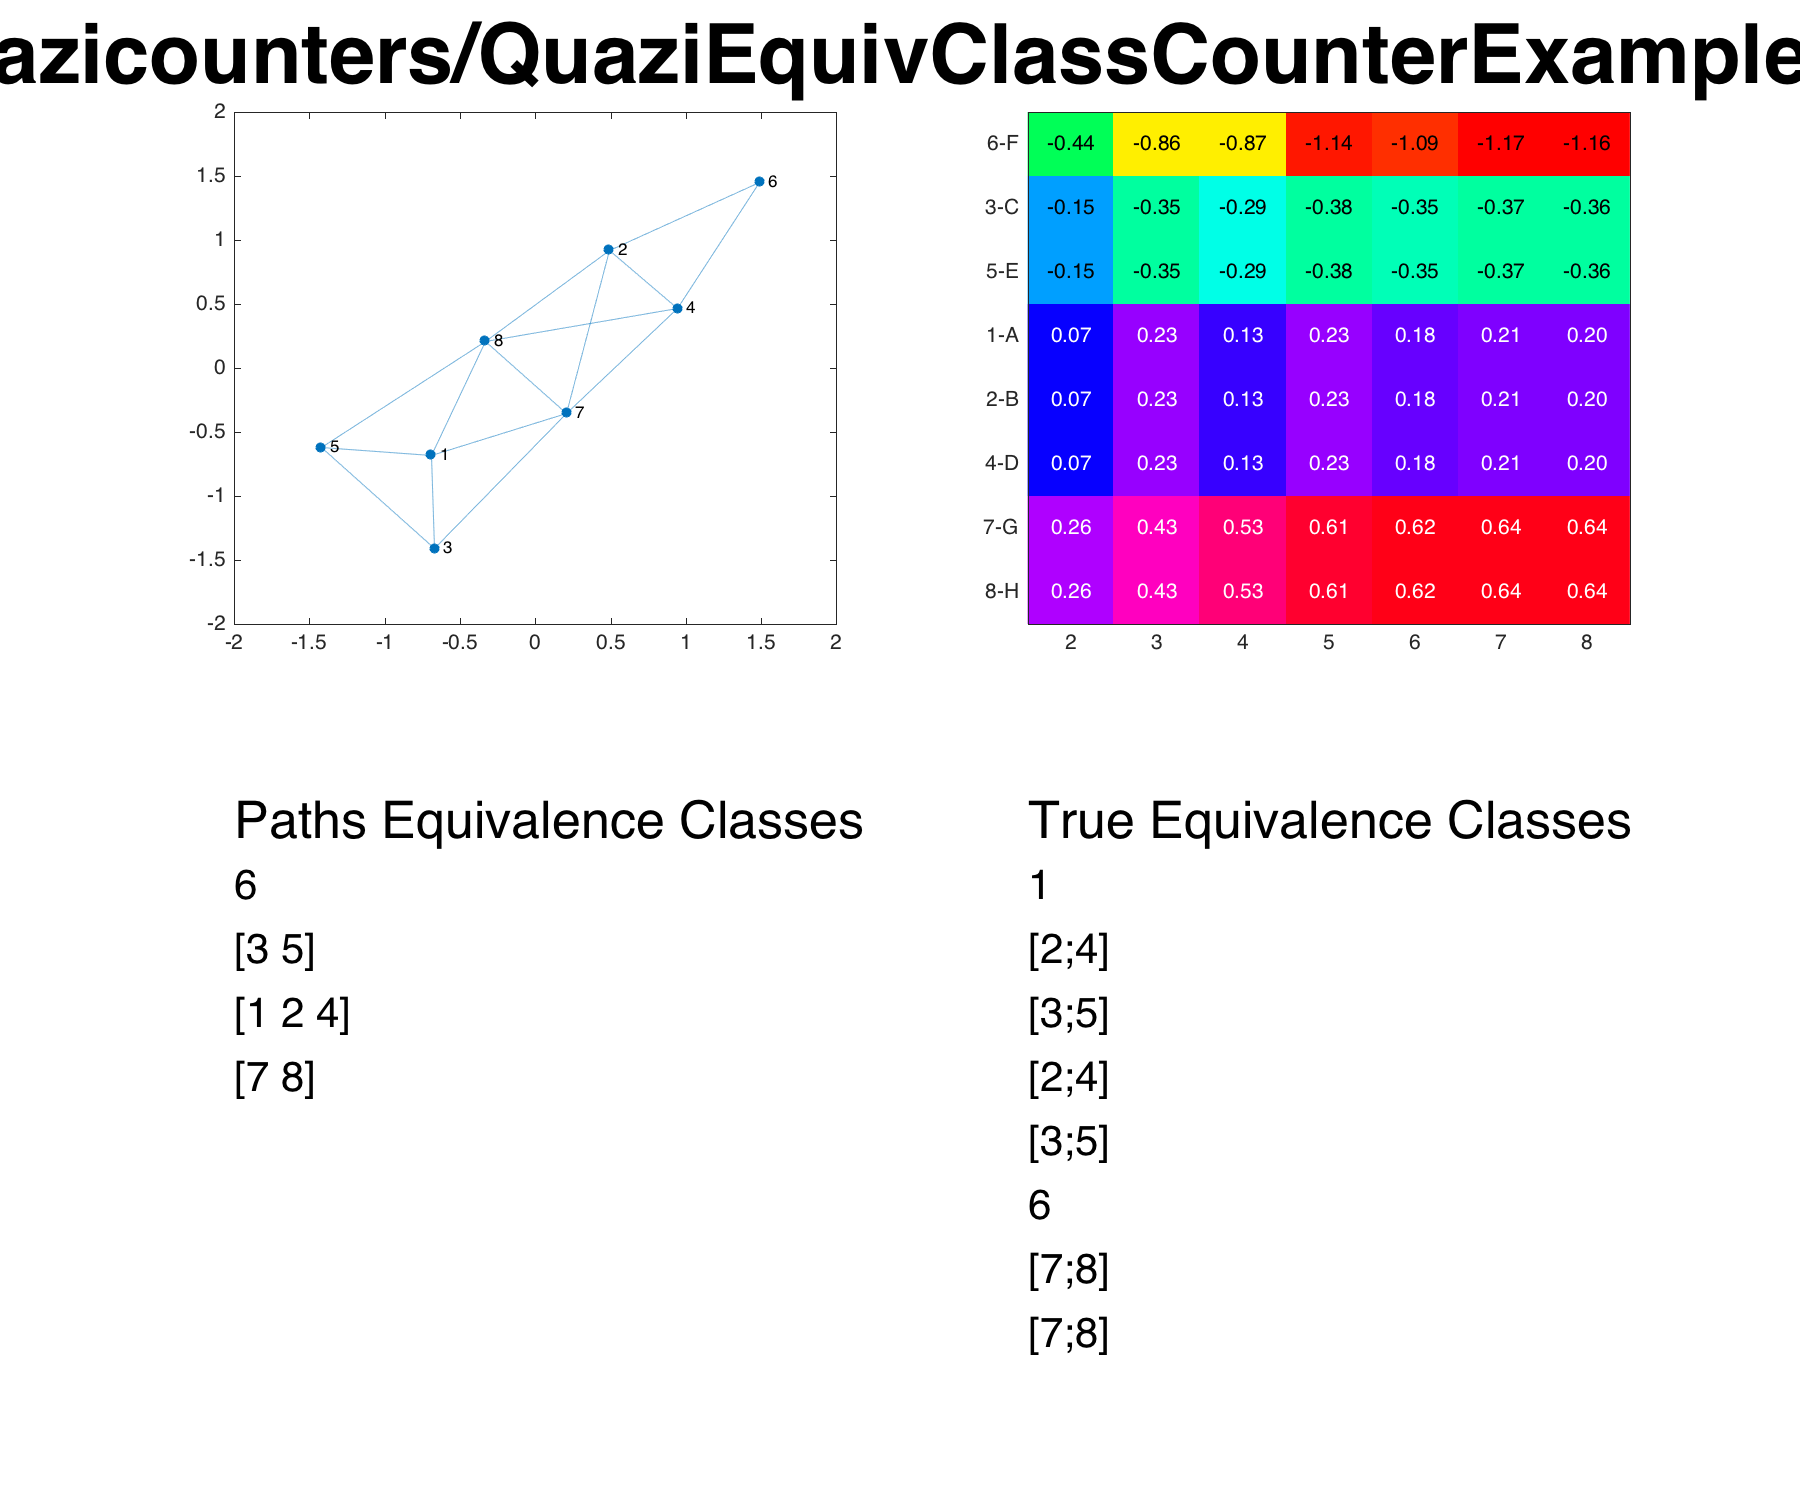 azicounters/QuaziEquivClassCounterExample
2
1.5
1
0.5
0
-0.5
-1
-1.5
-2
-2 -1.5 -1 -0.5 0 0.5 1 1.5 2
6
2
4
8
7
5
1
3
6-F -0.44 -0.86 -0.87 -1.14 -1.09 -1.17 -1.16
3-C -0.15 -0.35 -0.29 -0.38 -0.35 -0.37 -0.36
5-E -0.15 -0.35 -0.29 -0.38 -0.35 -0.37 -0.36
1-A 0.07 0.23 0.13 0.23 0.18 0.21 0.20
2-B 0.07 0.23 0.13 0.23 0.18 0.21 0.20
4-D 0.07 0.23 0.13 0.23 0.18 0.21 0.20
7-G 0.26 0.43 0.53 0.61 0.62 0.64 0.64
8-H 0.26 0.43 0.53 0.61 0.62 0.64 0.64
2 3 4 5 6 7 8
Paths Equivalence Classes
6
[3 5]
[1 2 4]
[7 8]
True Equivalence Classes
1
[2;4]
[3;5]
[2;4]
[3;5]
6
[7;8]
[7;8]